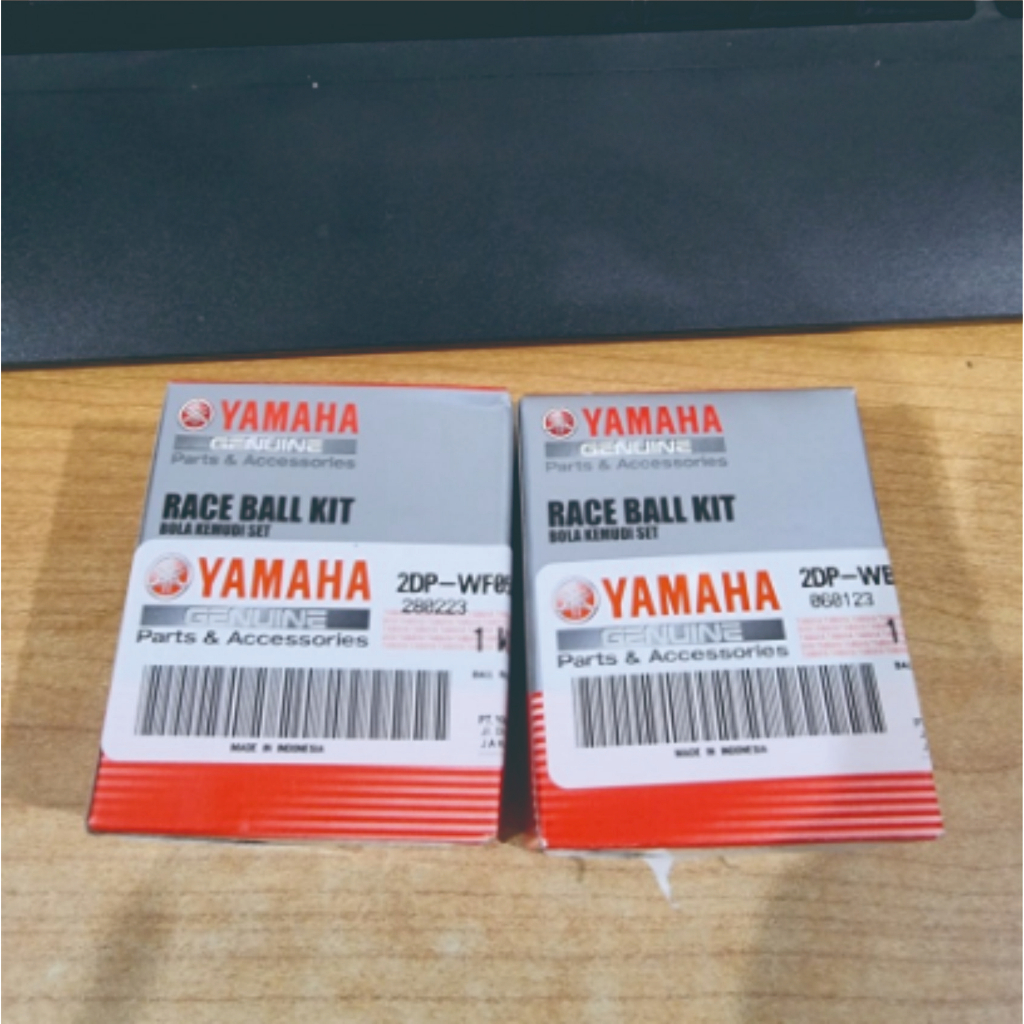 YAMAHA
GENUINE
Parts & Accessories
RACE BALL KIT
BOLA KEMUDI SET
YAMAHA
GENUINE
Parts & Accessories
2DP-WF09
280223
1
MADE IN INDONESIA
YAMAHA
GENUINE
Parts & Accessories
RACE BALL KIT
BOLA KEMUDI SET
YAMAHA
GENUINE
Parts & Accessories
2DP-WE
060123
1
MADE IN INDONESIA